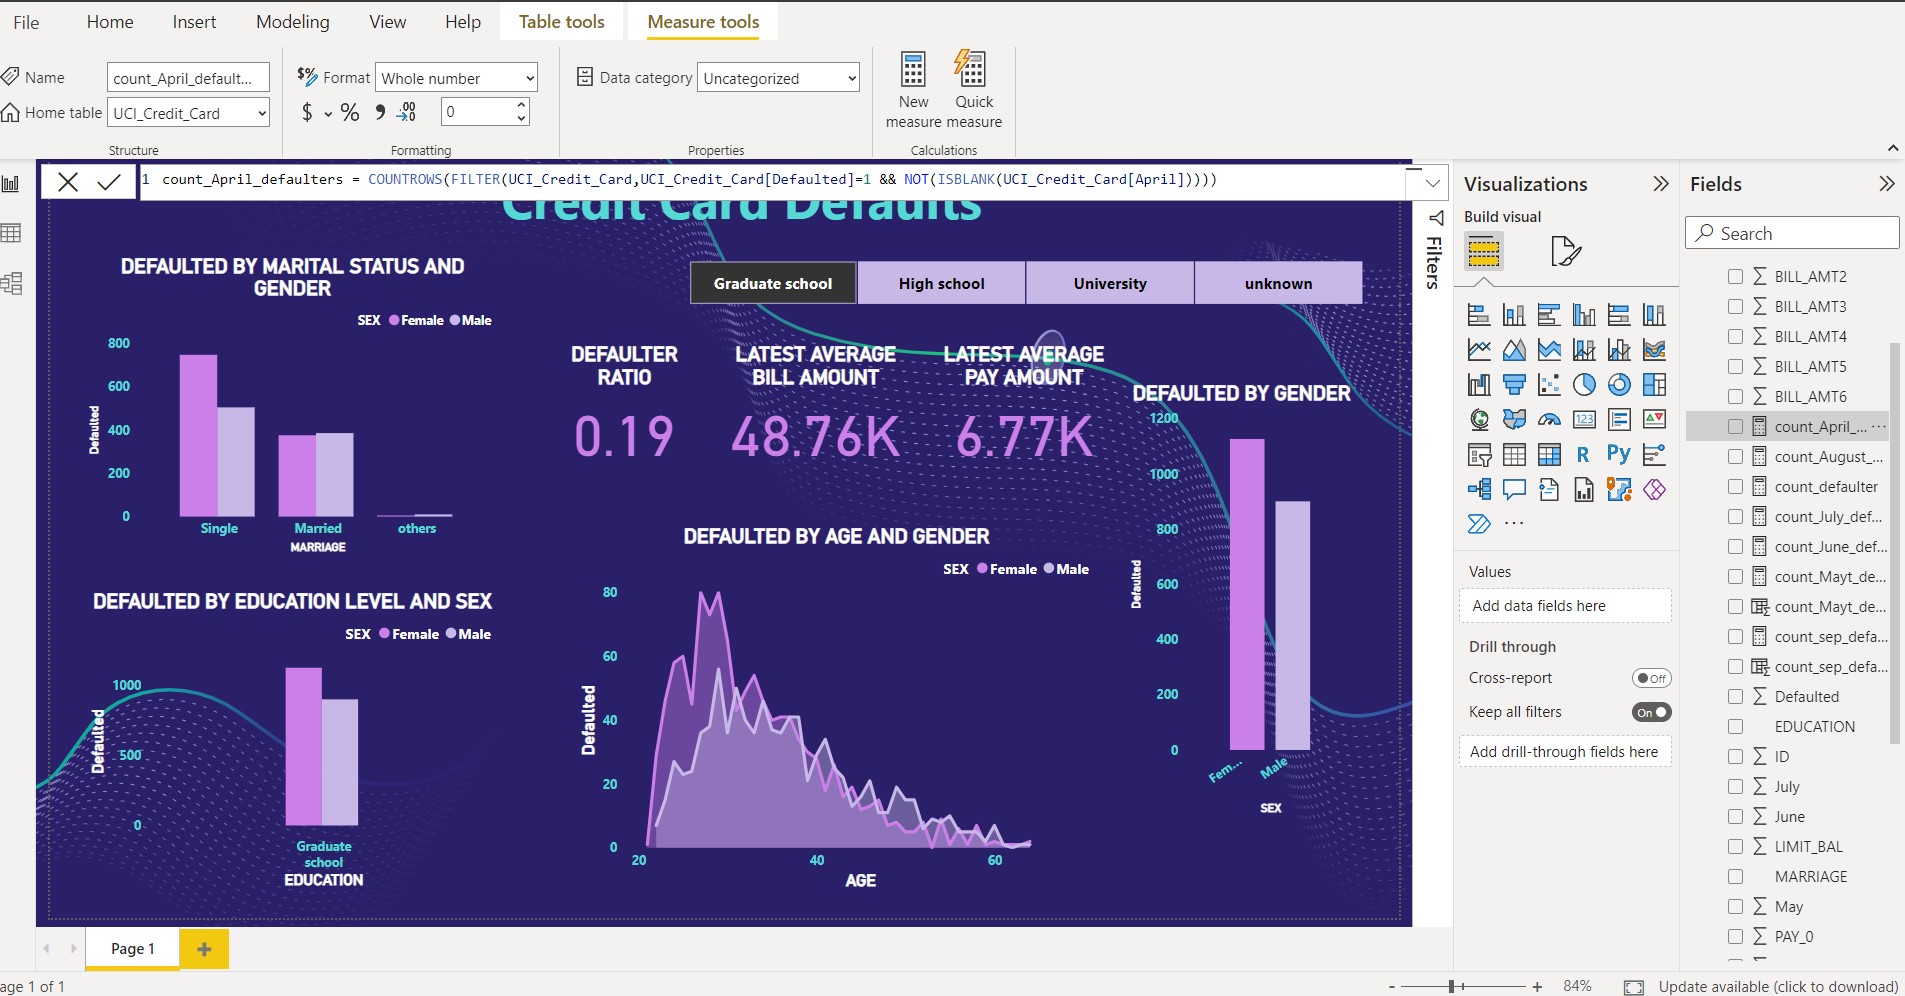 File Home Insert Modeling View Help Table tools Measure tools
Name count_April_default...
Home table UCI_Credit_Card
Structure
$% Format Whole number
$ % 9 .00 0
Formatting
Data category Uncategorized
Properties
New measure
Quick measure
Calculations
1 count_April_defaulters = COUNTROWS(FILTER(UCI_Credit_Card,UCI_Credit_Card[Defaulted]=1 && NOT(ISBLANK(UCI_Credit_Card[April]))))
Credit Card Defaults
DEFAULTED BY MARITAL STATUS AND
GENDER
SEX Female Male
800
600
400
200
0
Defaulted
Single Married others
MARRIAGE
Graduate school High school University unknown
DEFAULTER
RATIO
0.19
LATEST AVERAGE
BILL AMOUNT
48.76K
LATEST AVERAGE
PAY AMOUNT
6.77K
DEFAULTED BY GENDER
1200
1000
800
600
400
200
0
Defaulted
Fem... Male
SEX
DEFAULTED BY EDUCATION LEVEL AND SEX
SEX Female Male
1000
500
0
Defaulted
Graduate
school
EDUCATION
DEFAULTED BY AGE AND GENDER
SEX Female Male
80
60
40
20
0
Defaulted
20 40 60
AGE
Filters
Visualizations
Build visual
123
R Py
...
Values
Add data fields here
Drill through
Cross-report Off
Keep all filters On
Add drill-through fields here
Fields
Search
BILL_AMT2
BILL_AMT3
BILL_AMT4
BILL_AMT5
BILL_AMT6
count_April_... ...
count_August_...
count_defaulter
count_July_def...
count_June_def...
count_Mayt_de...
count_Mayt_de...
count_sep_defa...
count_sep_defa...
Defaulted
EDUCATION
ID
July
June
LIMIT_BAL
MARRIAGE
May
PAY_0
Page 1 +
age 1 of 1
- + 84% Update available (click to download)